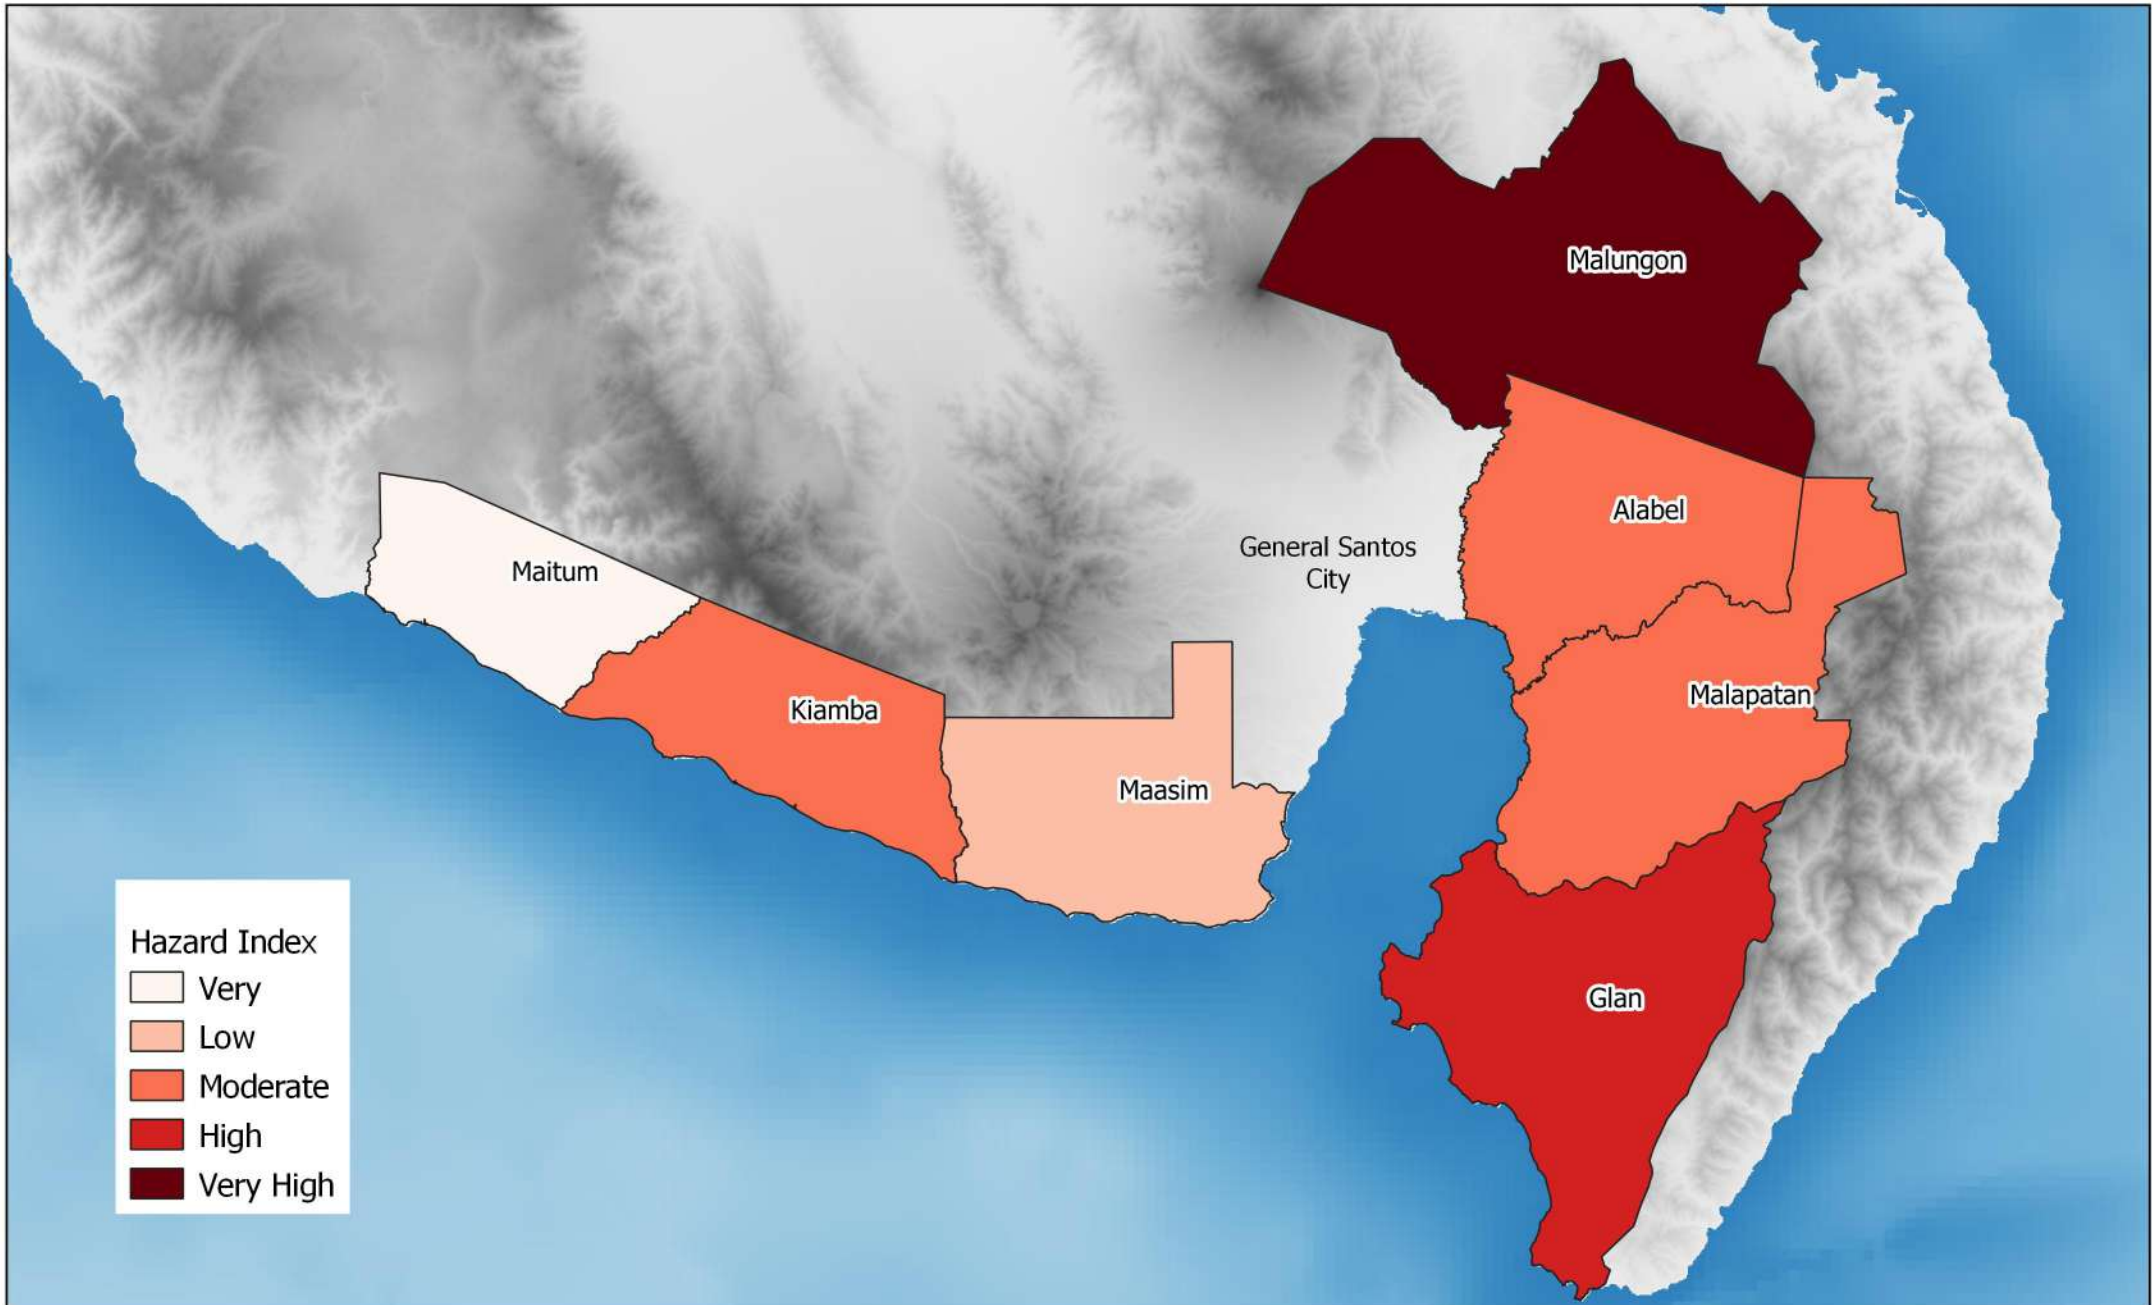 Malungon
Alabel
General Santos
City
Maitum
Malapatan
Kiamba
Maasim
Glan
Hazard Index
Very
Low
Moderate
High
Very High